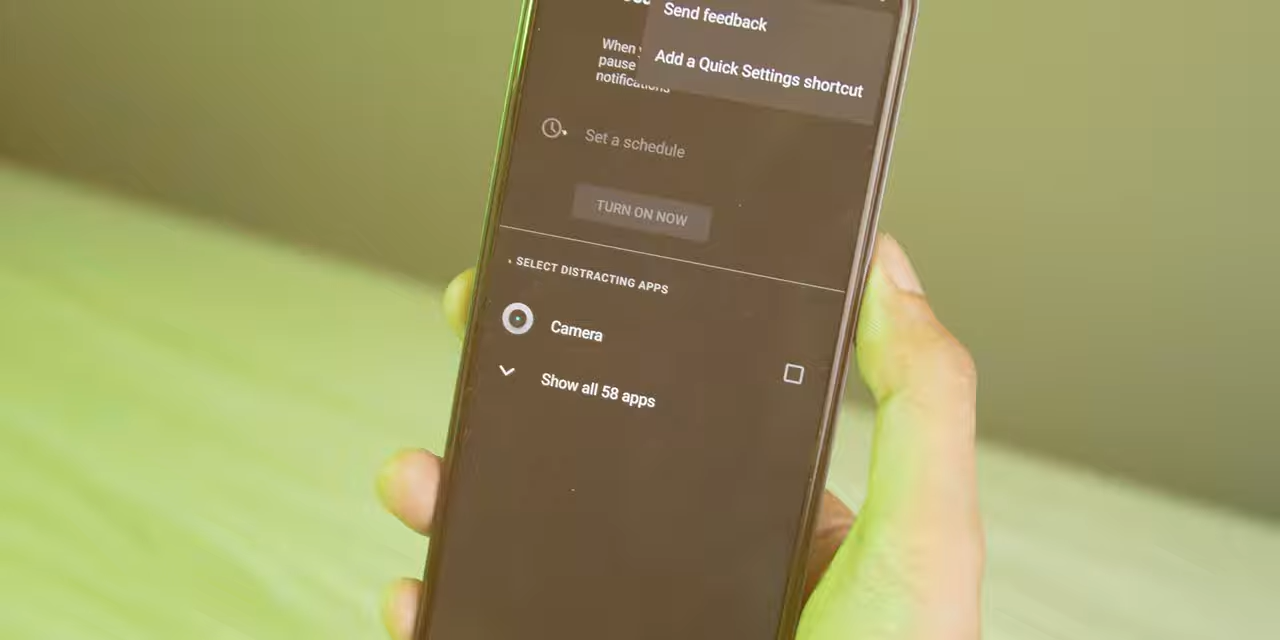 Send feedback
Add a Quick Settings shortcut
When
pause
notifications
Set a schedule
TURN ON NOW
SELECT DISTRACTING APPS
Camera
Show all 58 apps